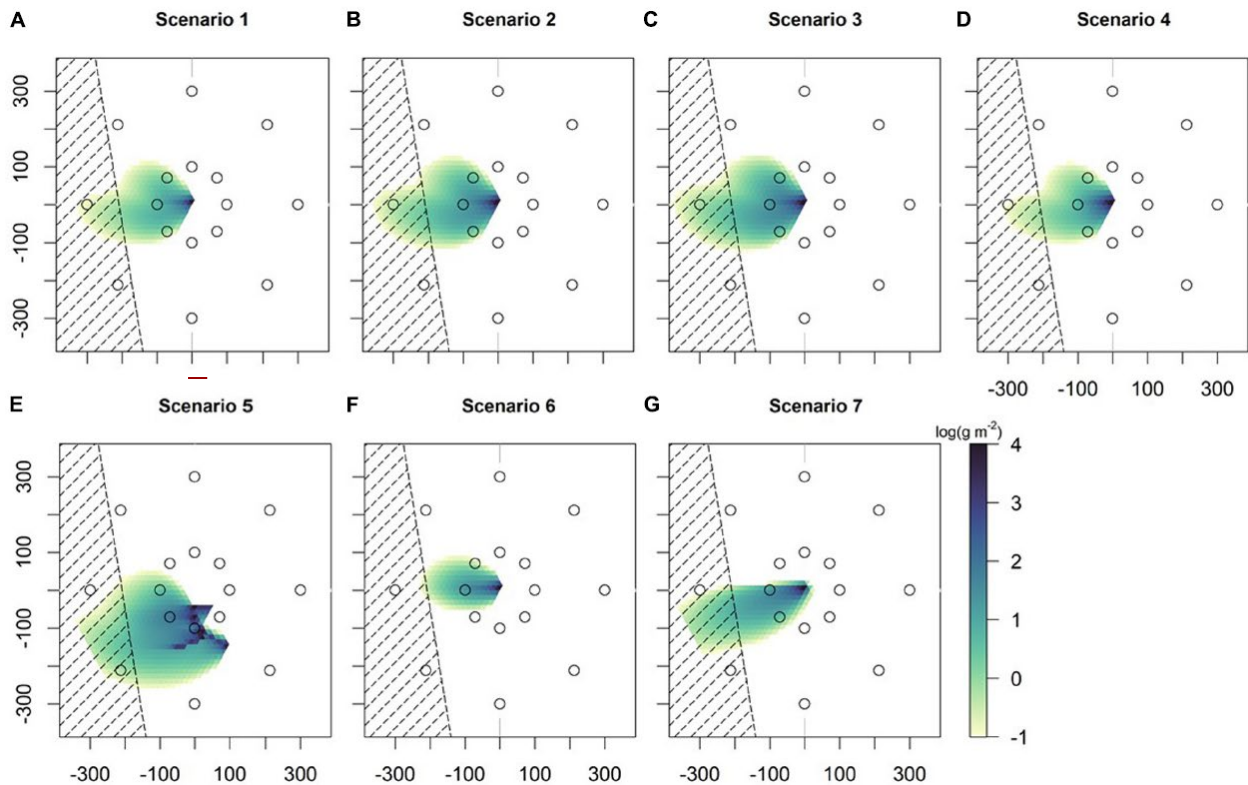 A Scenario 1
B Scenario 2
C Scenario 3
D Scenario 4
300
100
-100
-300
-300 -100 100 300
E Scenario 5
F Scenario 6
G Scenario 7
300
100
-100
-300
-300 -100 100 300
-300 -100 100 300
-300 -100 100 300
log(g m⁻²)
4
3
2
1
0
-1